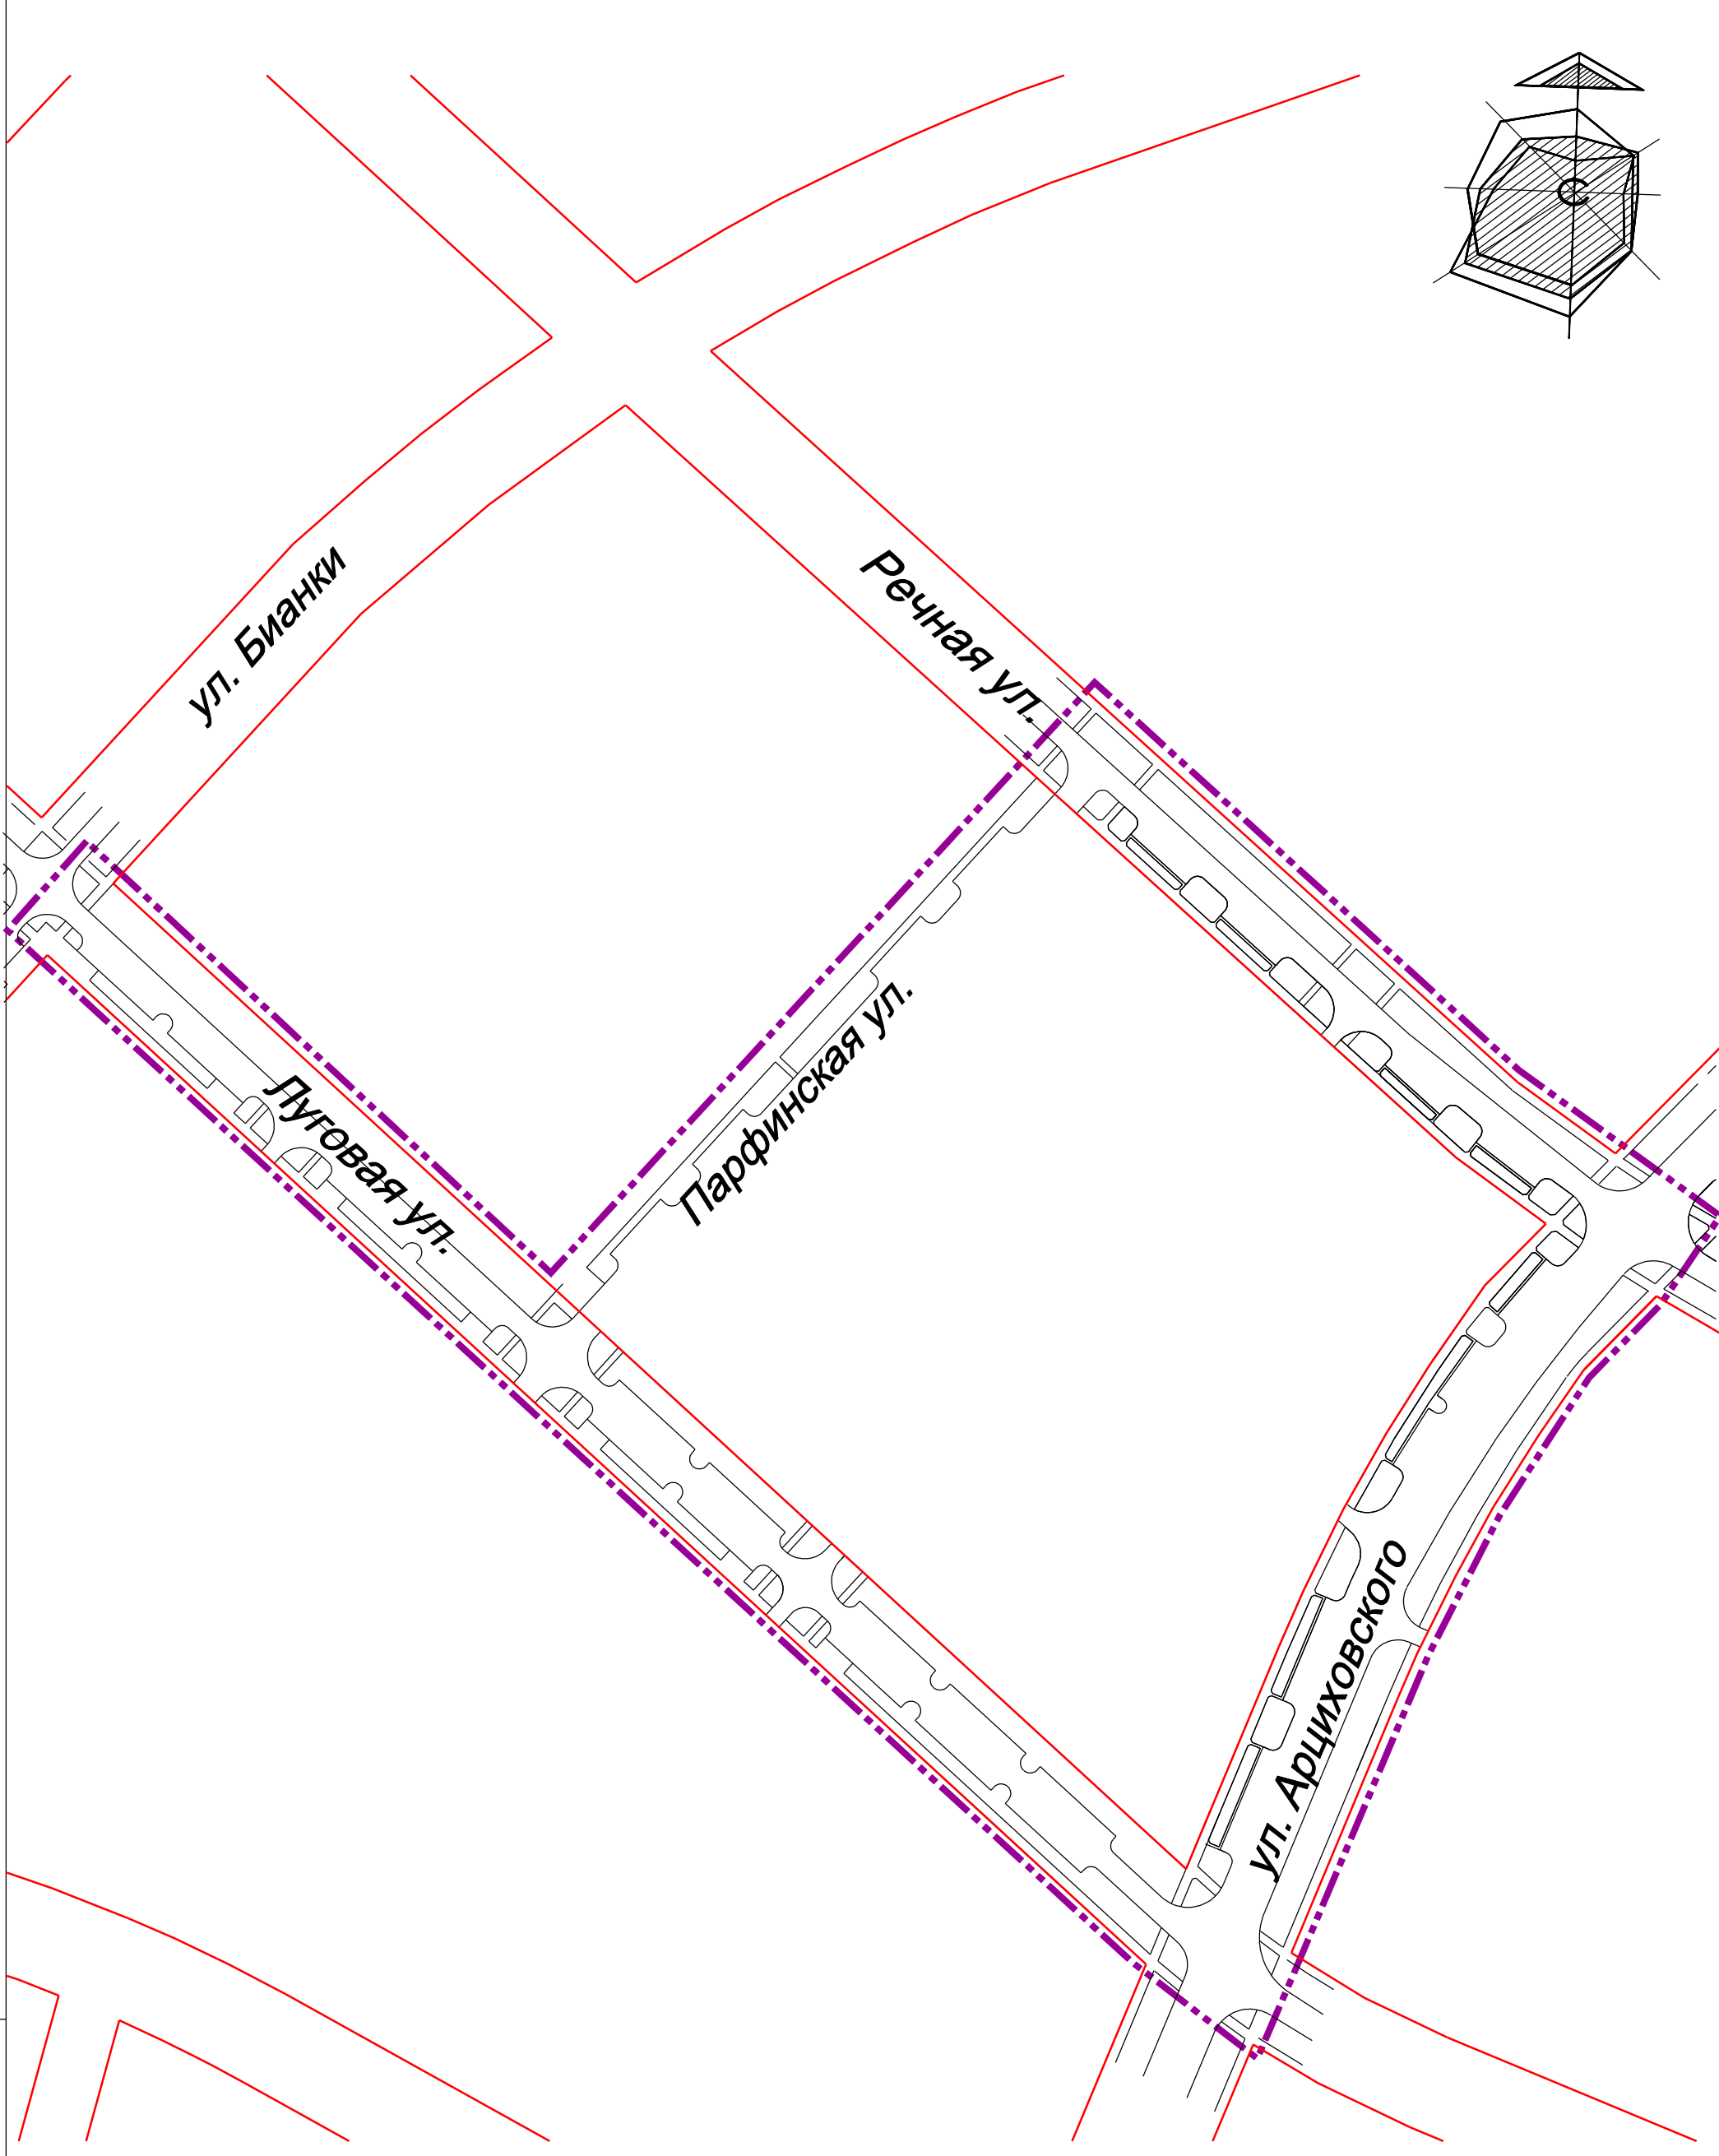 С
ул. Бианки
Речная ул.
Парфинская ул.
Луговая ул.
ул. Арциховского